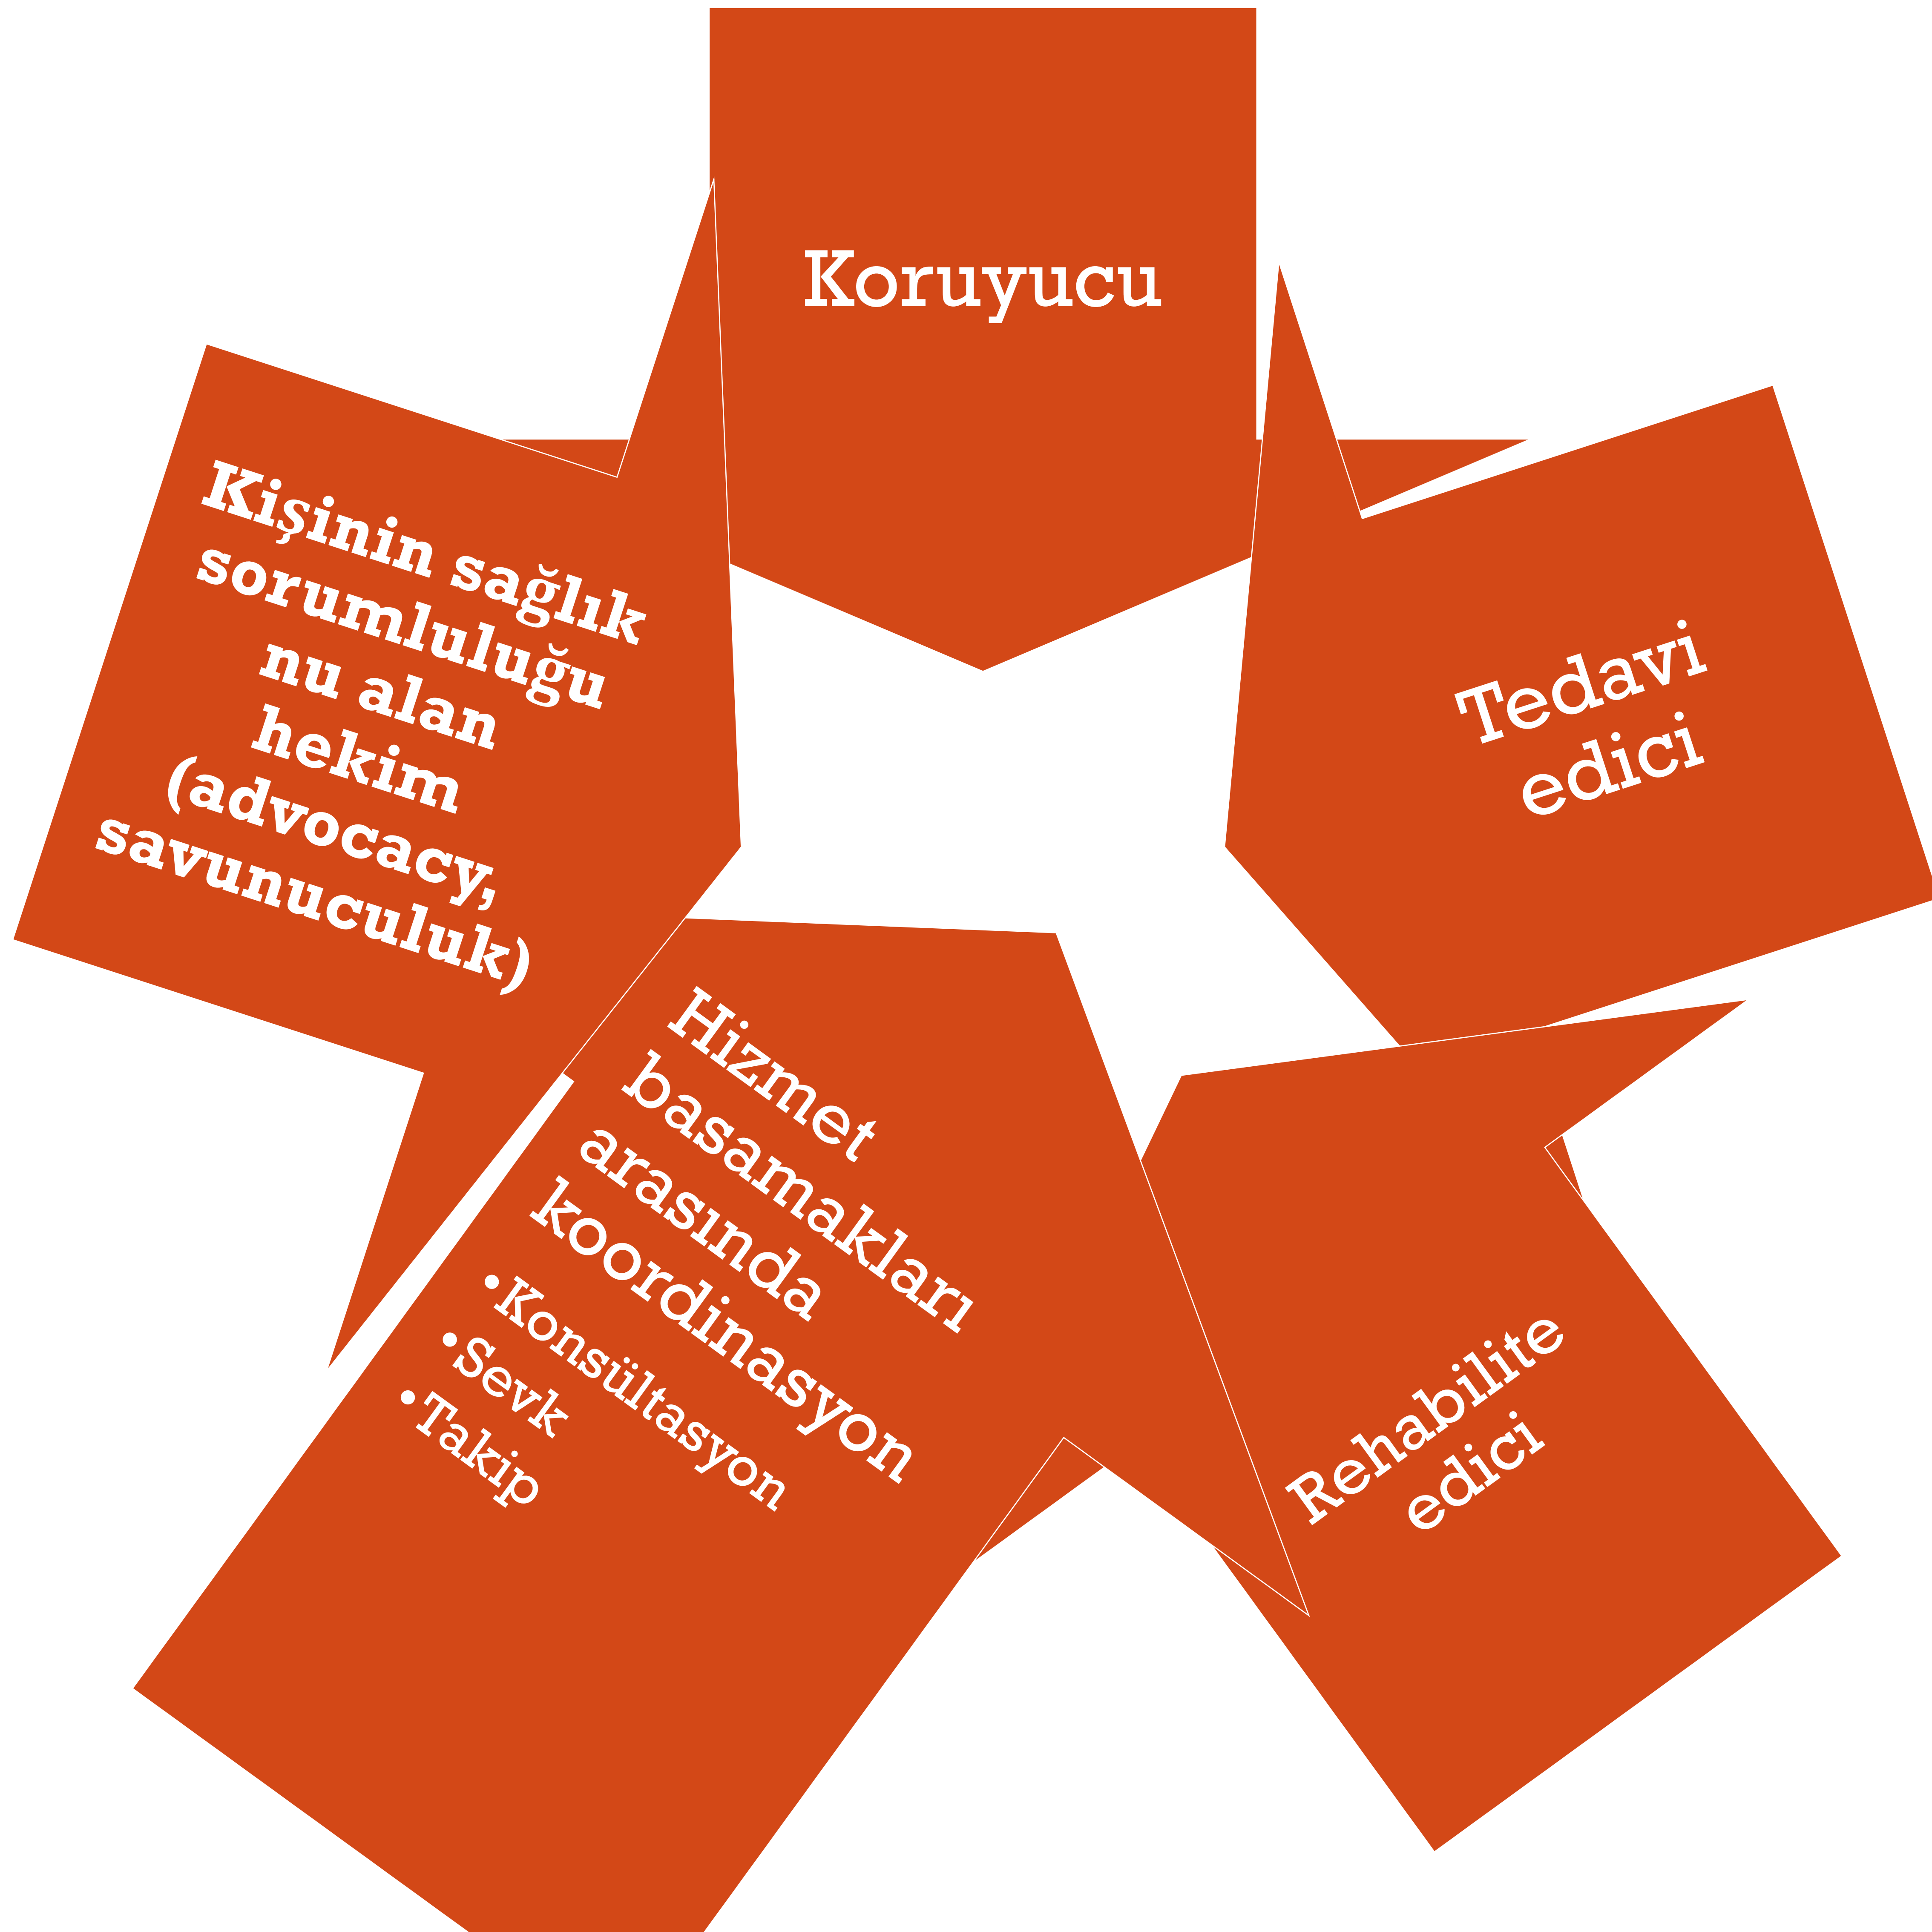 Koruyucu
Tedavi
edici
Rehabilite
edici
Hizmet
basamakları
arasında
koordinasyon
• Konsültasyon
• Sevk
• Takip
Kişinin sağlık
sorumluluğu
nu alan
hekim
(advocacy,
savunuculuk)